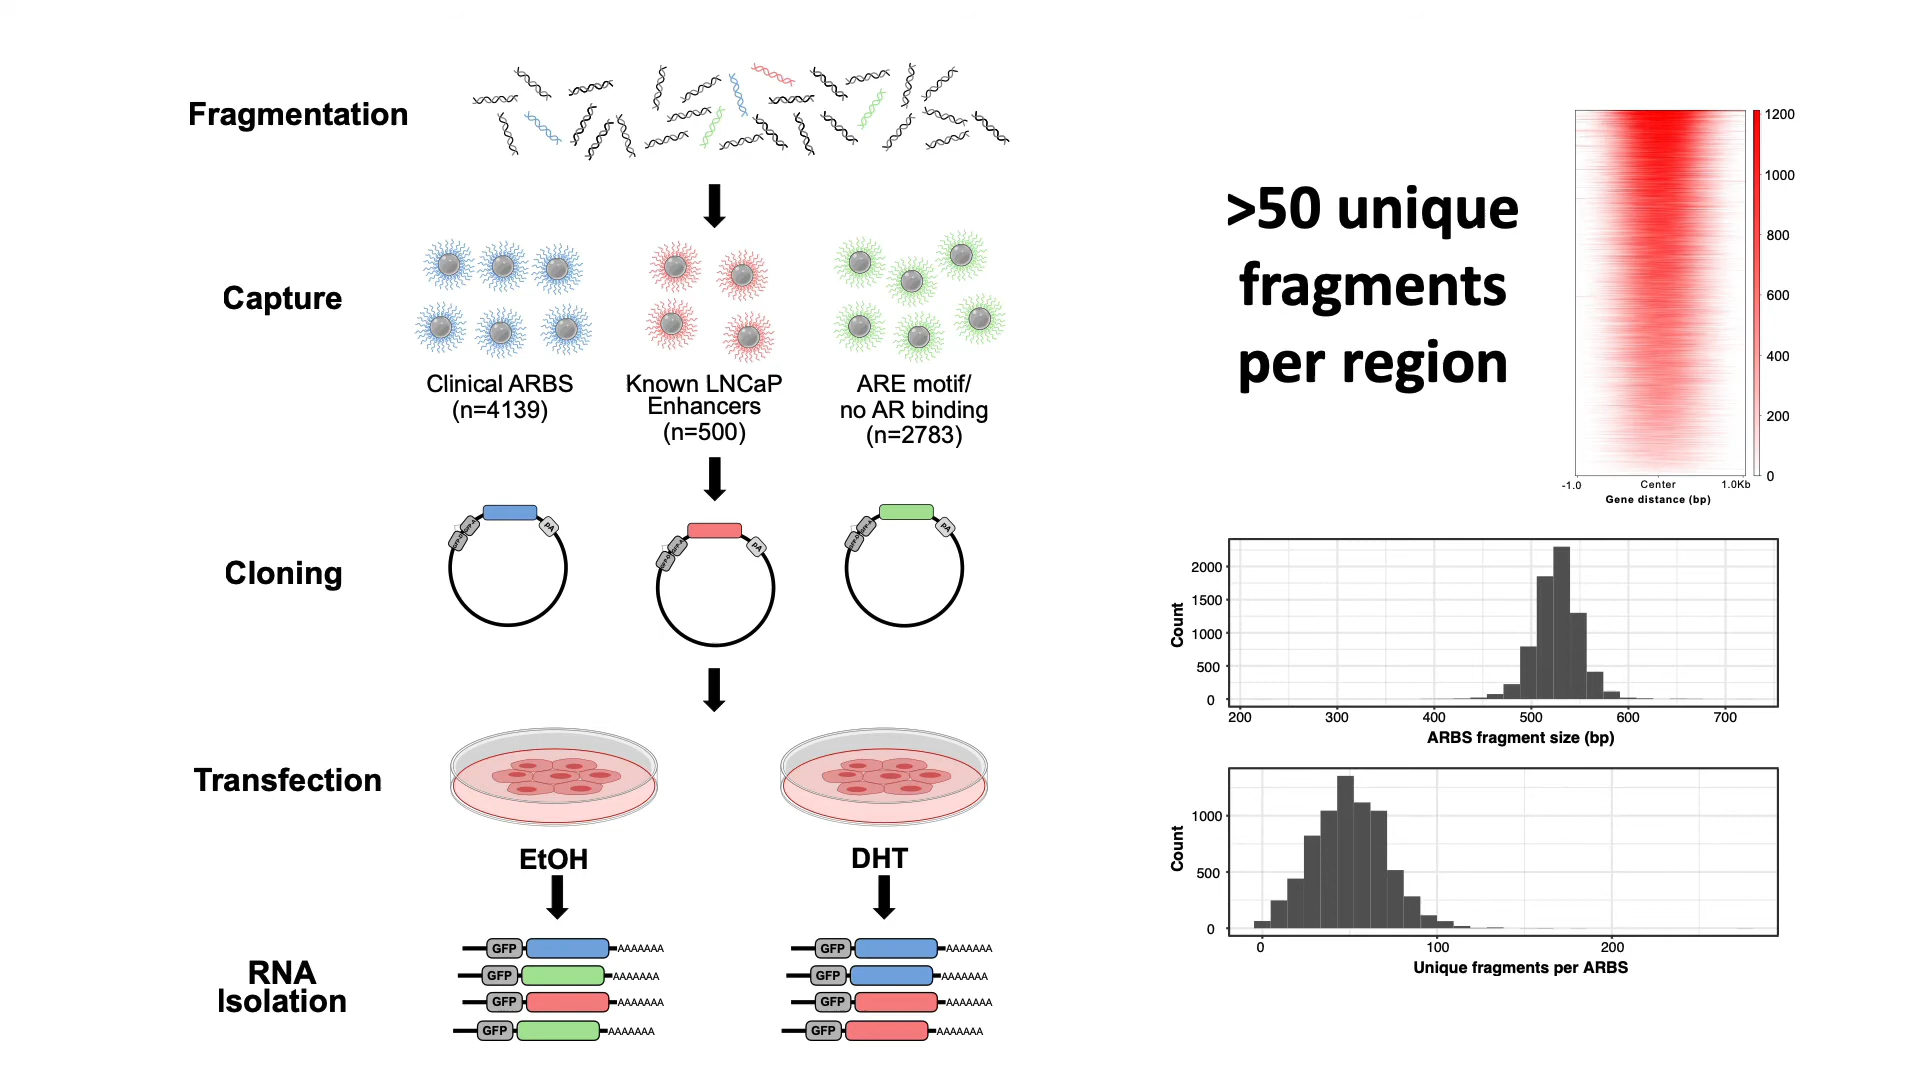 Fragmentation
Capture
Clinical ARBS
(n=4139)
Known LNCaP
Enhancers
(n=500)
ARE motif/
no AR binding
(n=2783)
Cloning
pA
pA
pA
Transfection
EtOH
DHT
RNA
Isolation
GFP
AAAAAAA
GFP
AAAAAAA
GFP
AAAAAAA
GFP
AAAAAAA
GFP
AAAAAAA
GFP
AAAAAAA
GFP
AAAAAAA
GFP
AAAAAAA
>50 unique
fragments
per region
1200
1000
800
600
400
200
0
-1.0 Center 1.0Kb
Gene distance (bp)
Count
2000
1500
1000
500
0
200 300 400 500 600 700
ARBS fragment size (bp)
Count
1000
500
0
0 100 200
Unique fragments per ARBS